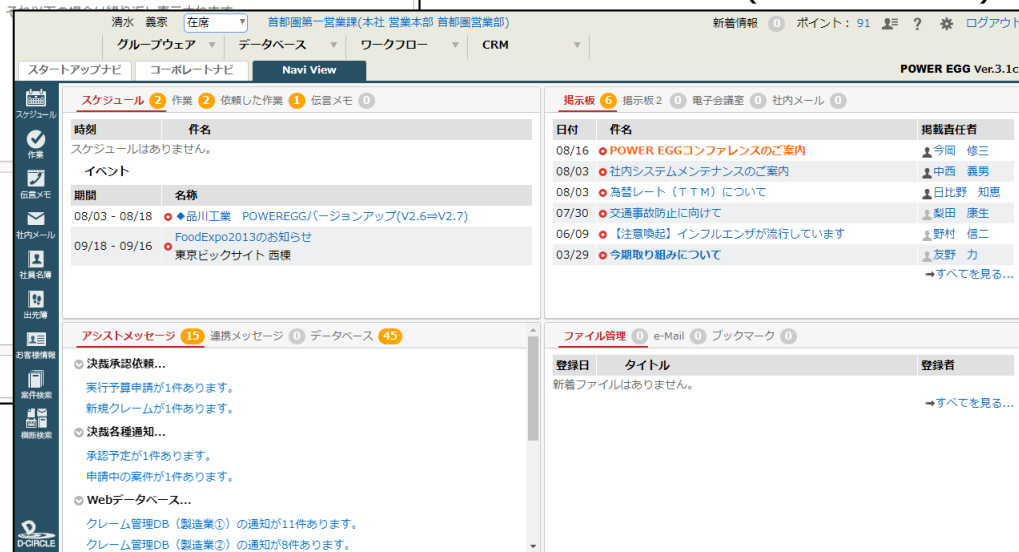 清水 義家 在席 首都圏第一営業課(本社 営業本部 首都圏営業部) 新着情報 0 ポイント: 91 ? ログアウト
グループウェア データベース ワークフロー CRM
スタートアップナビ コーポレートナビ Navi View POWER EGG Ver.3.1c
スケジュール
作業
伝言メモ
社内メール
社員名簿
出先簿
お客様情報
案件検索
横断検索
D-CIRCLE
スケジュール 2 作業 2 依頼した作業 1 伝言メモ 0
時刻 件名
スケジュールはありません。
イベント
期間 名称
08/03 - 08/18 ◆品川工業 POWEREGGバージョンアップ(V2.6⇒V2.7)
09/18 - 09/16 FoodExpo2013のお知らせ
東京ビックサイト 西棟
掲示板 6 掲示板2 0 電子会議室 0 社内メール 0
日付 件名 掲載責任者
08/16 POWER EGGコンファレンスのご案内 今岡 修三
08/03 社内システムメンテナンスのご案内 中西 義男
08/03 為替レート(TTM)について 日比野 知恵
07/30 交通事故防止に向けて 梨田 康生
06/09 【注意喚起】インフルエンザが流行しています 野村 信二
03/29 今期取り組みについて 友野 力
➡すべてを見る...
アシストメッセージ 15 連携メッセージ 0 データベース 45
決裁承認依頼...
実行予算申請が1件あります。
新規クレームが1件あります。
決裁各種通知...
承認予定が1件あります。
申請中の案件が1件あります。
Webデータベース...
クレーム管理DB(製造業①)の通知が11件あります。
クレーム管理DB(製造業②)の通知が8件あります。
ファイル管理 0 e-Mail 0 ブックマーク 0
登録日 タイトル 登録者
新着ファイルはありません。
➡すべてを見る...